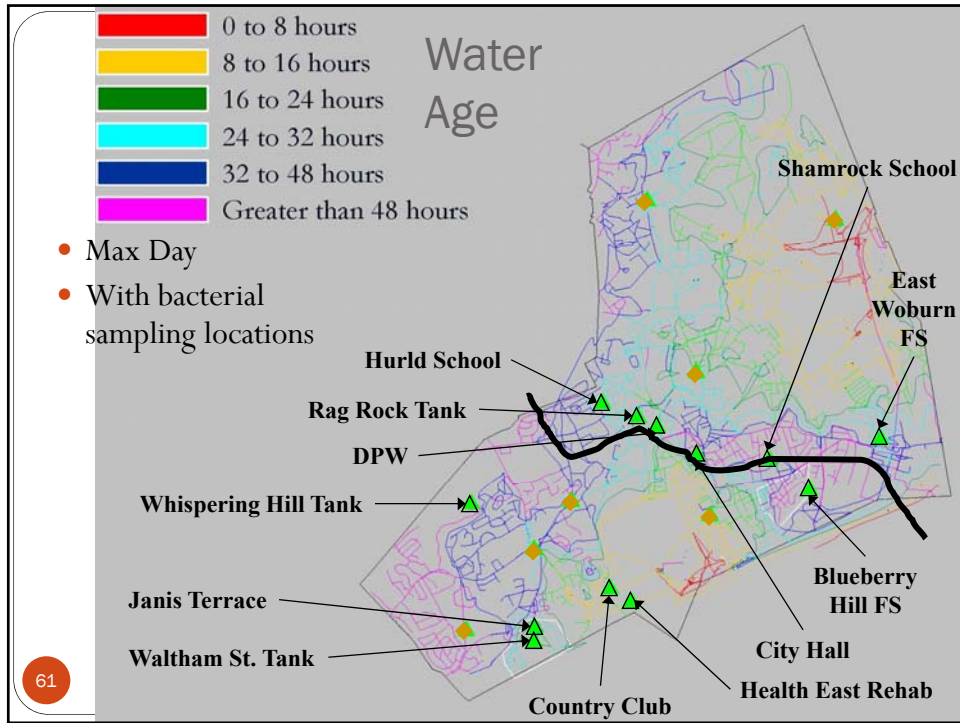 0 to 8 hours
8 to 16 hours
16 to 24 hours
24 to 32 hours
32 to 48 hours
Greater than 48 hours
Water
Age
• Max Day
• With bacterial
sampling locations
Shamrock School
East
Woburn
FS
Hurld School
Rag Rock Tank
DPW
Whispering Hill Tank
Janis Terrace
Waltham St. Tank
Blueberry
Hill FS
City Hall
Health East Rehab
Country Club
61